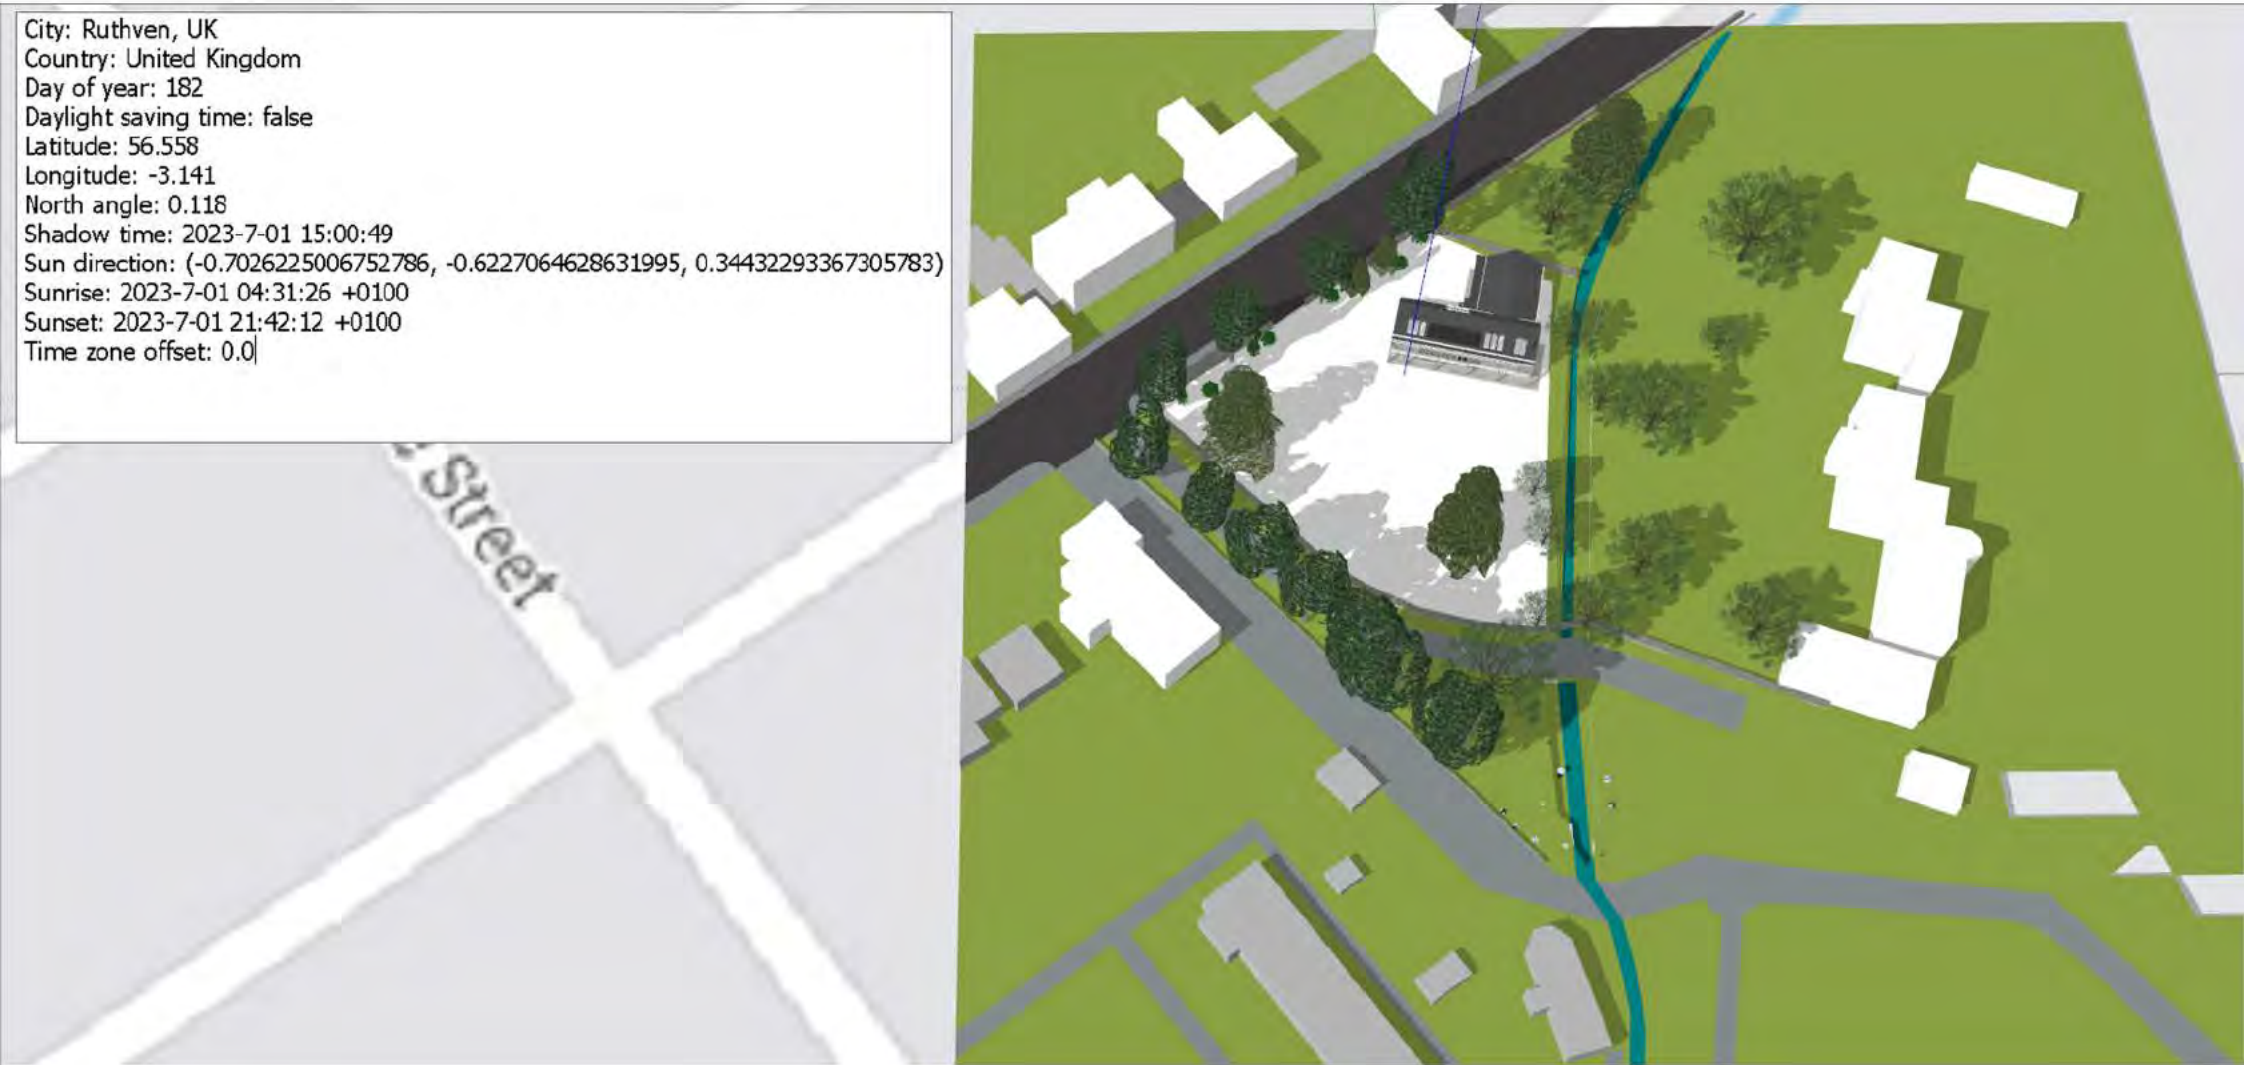 City: Ruthven, UK
Country: United Kingdom
Day of year: 182
Daylight saving time: false
Latitude: 56.558
Longitude: -3.141
North angle: 0.118
Shadow time: 2023-7-01 15:00:49
Sun direction: (-0.7026225006752786, -0.6227064628631995, 0.34432293367305783)
Sunrise: 2023-7-01 04:31:26 +0100
Sunset: 2023-7-01 21:42:12 +0100
Time zone offset: 0.0
Street